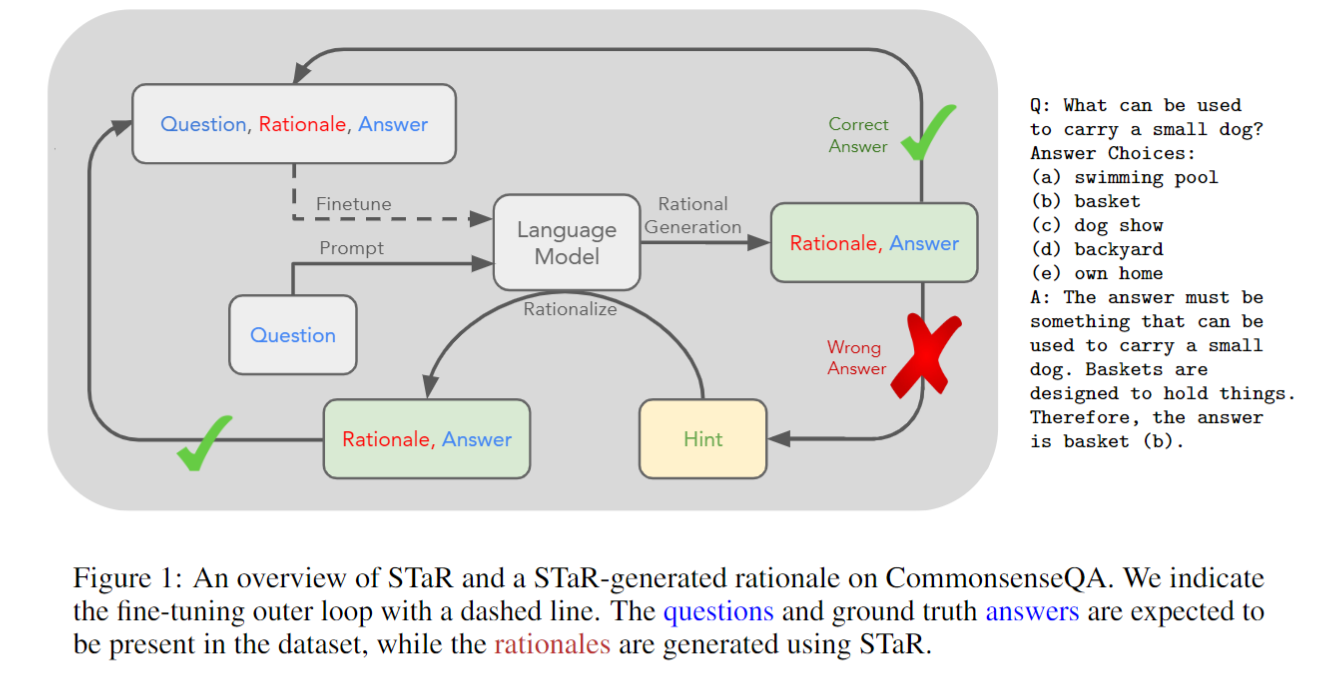 Question, Rationale, Answer
Finetune
Prompt
Question
Language
Model
Rational
Generation
Rationale, Answer
Correct
Answer
Wrong
Answer
Rationalize
Rationale, Answer
Hint
Q: What can be used
to carry a small dog?
Answer Choices:
(a) swimming pool
(b) basket
(c) dog show
(d) backyard
(e) own home
A: The answer must be
something that can be
used to carry a small
dog. Baskets are
designed to hold things.
Therefore, the answer
is basket (b).
Figure 1: An overview of STaR and a STaR-generated rationale on CommonsenseQA. We indicate
the fine-tuning outer loop with a dashed line. The questions and ground truth answers are expected to
be present in the dataset, while the rationales are generated using STaR.